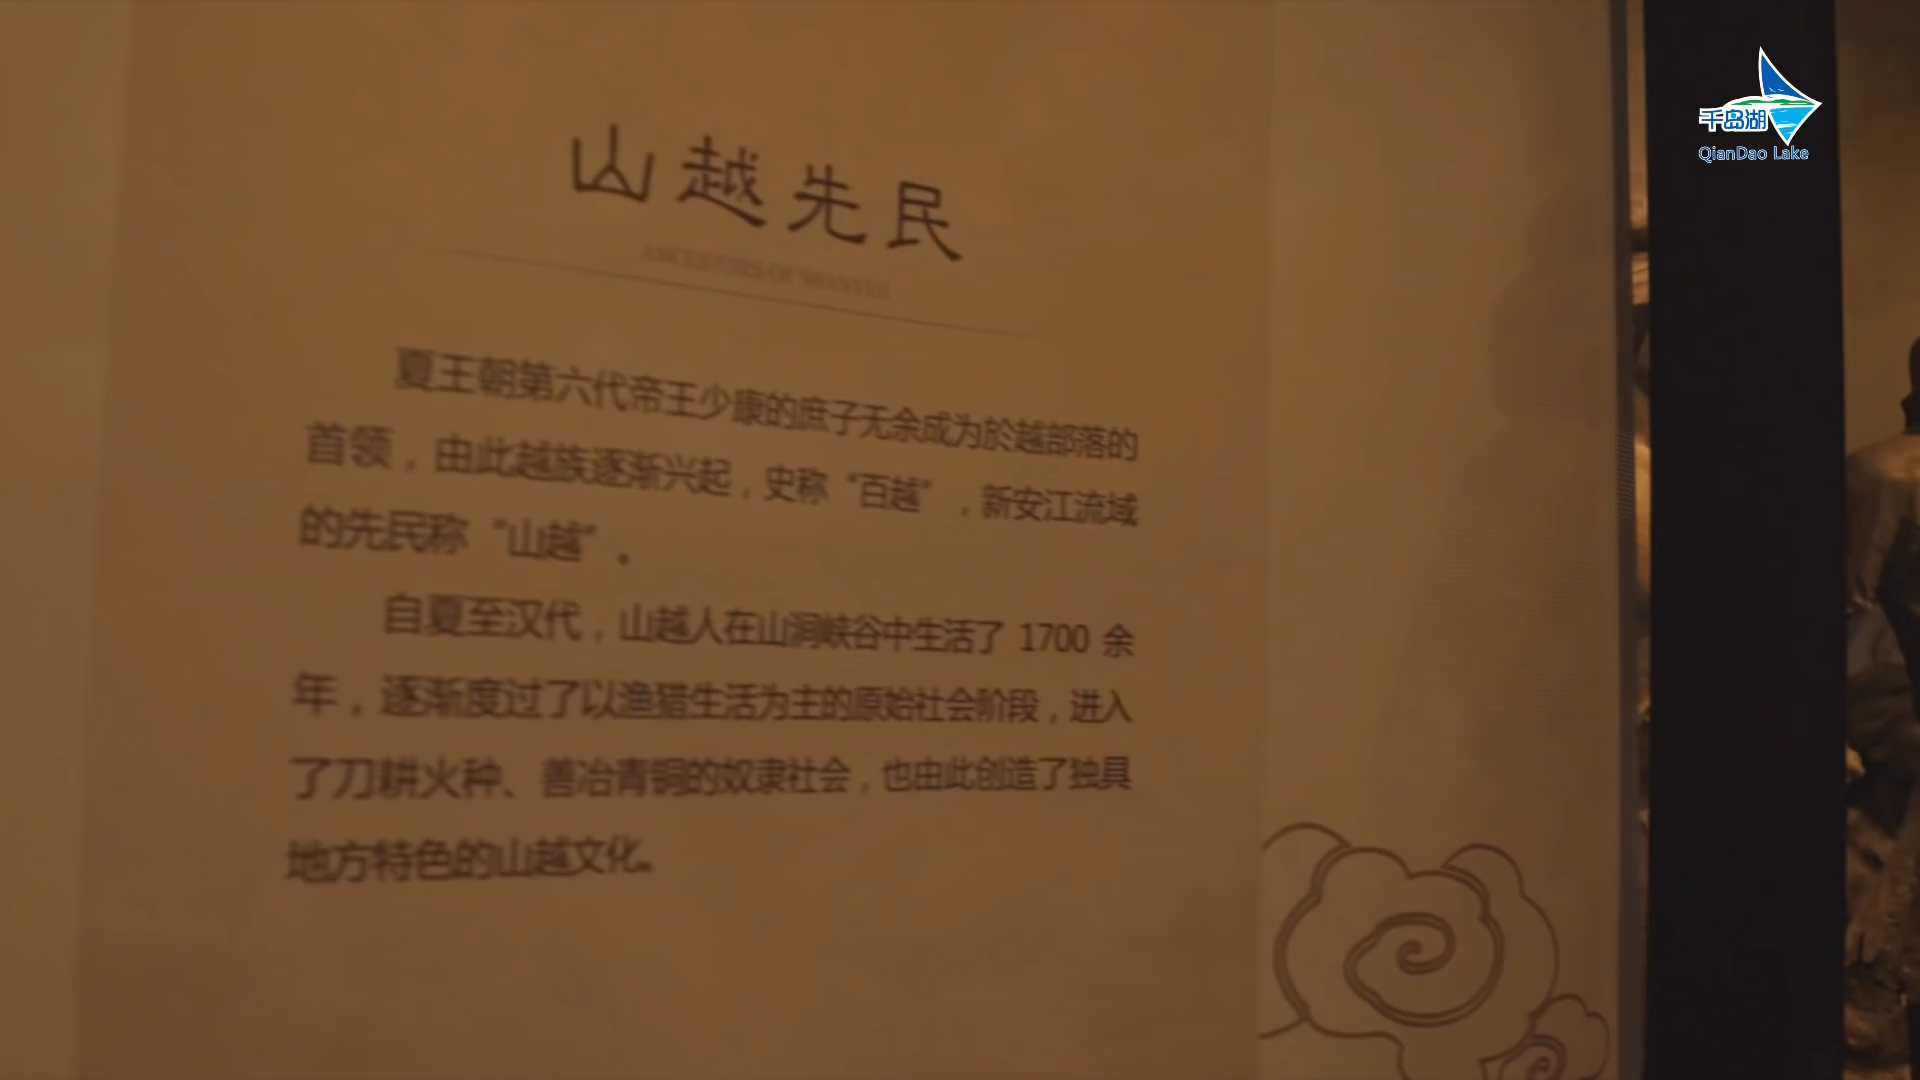 千岛湖
QianDao Lake
山越先民
ANCESTORS OF SHANYUE
夏王朝第六代帝王少康的庶子无余成为於越部落的
首领，由此越族逐渐兴起，史称“百越”，新安江流域
的先民称“山越”。
自夏至汉代，山越人在山洞峡谷中生活了 1700 余
年，逐渐度过了以渔猎生活为主的原始社会阶段，进入
了刀耕火种、善冶青铜的奴隶社会，也由此创造了独具
地方特色的山越文化。